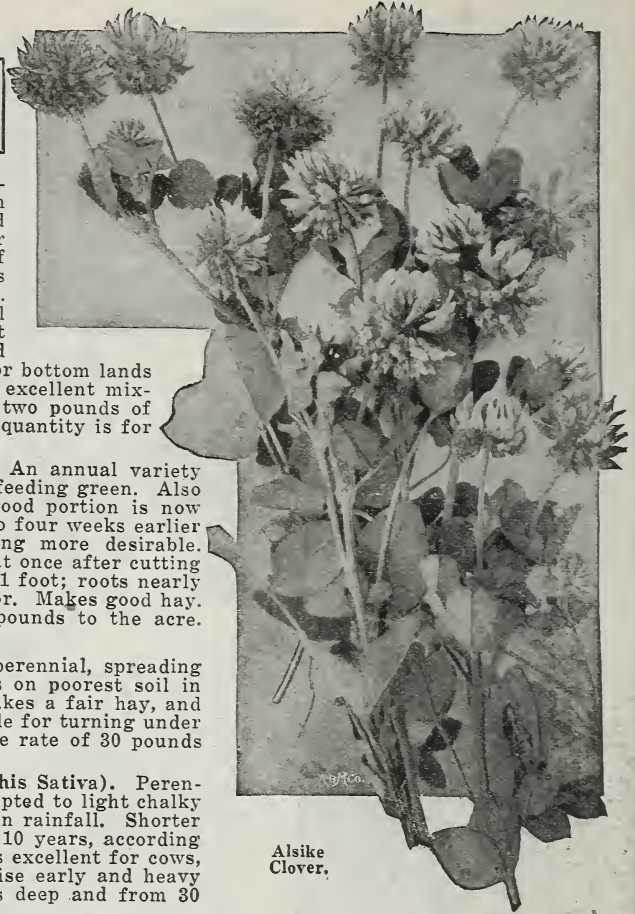 or bottom lands
excellent mix-
two pounds of
quantity is for
An annual variety
feeding green. Also
ood portion is now
o four weeks earlier
ng more desirable.
t once after cutting
1 foot; roots nearly
r. Makes good hay.
pounds to the acre.
perennial, spreading
s on poorest soil in
akes a fair hay, and
le for turning under
e rate of 30 pounds
his Sativa). Peren-
pted to light chalky
n rainfall. Shorter
10 years, according
s excellent for cows,
ise early and heavy
s deep and from 30
Alsike
Clover.